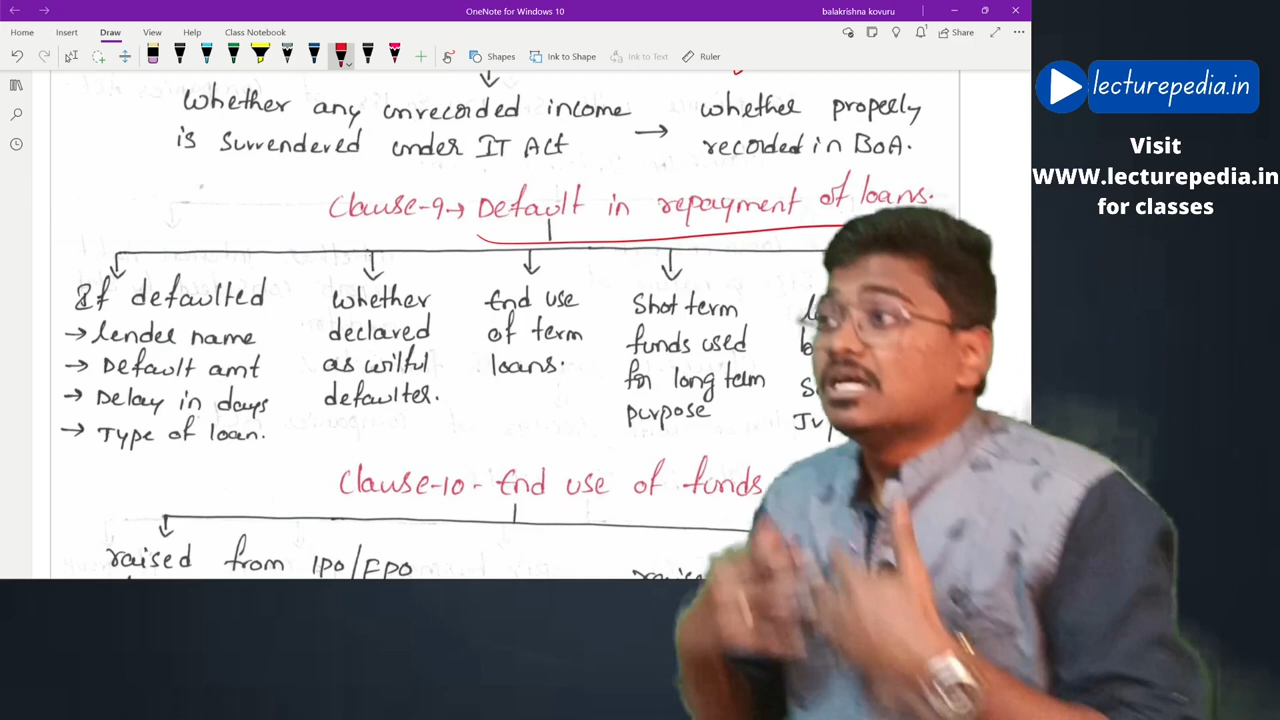 OneNote for Windows 10
balakrishna kovuru
Home Insert Draw View Help Class Notebook
Share
Shapes Ink to Shape Ink to Text Math Ruler
lecturepedia.in
Visit
www.lecturepedia.in
for classes
Whether any unrecorded income
is Surrendered under IT Act
whether properly
recorded in BoA.
Clause-9→ Default in repayment of loans.
If defaulted
→ lender name
→ Default amt
→ Delay in days
→ Type of loan.
whether
declared
as wilful
defaulter.
End use
of term
loans.
Shot term
funds used
for long term
purpose
Clause-10 - End use of funds
raised from IPO/FPO